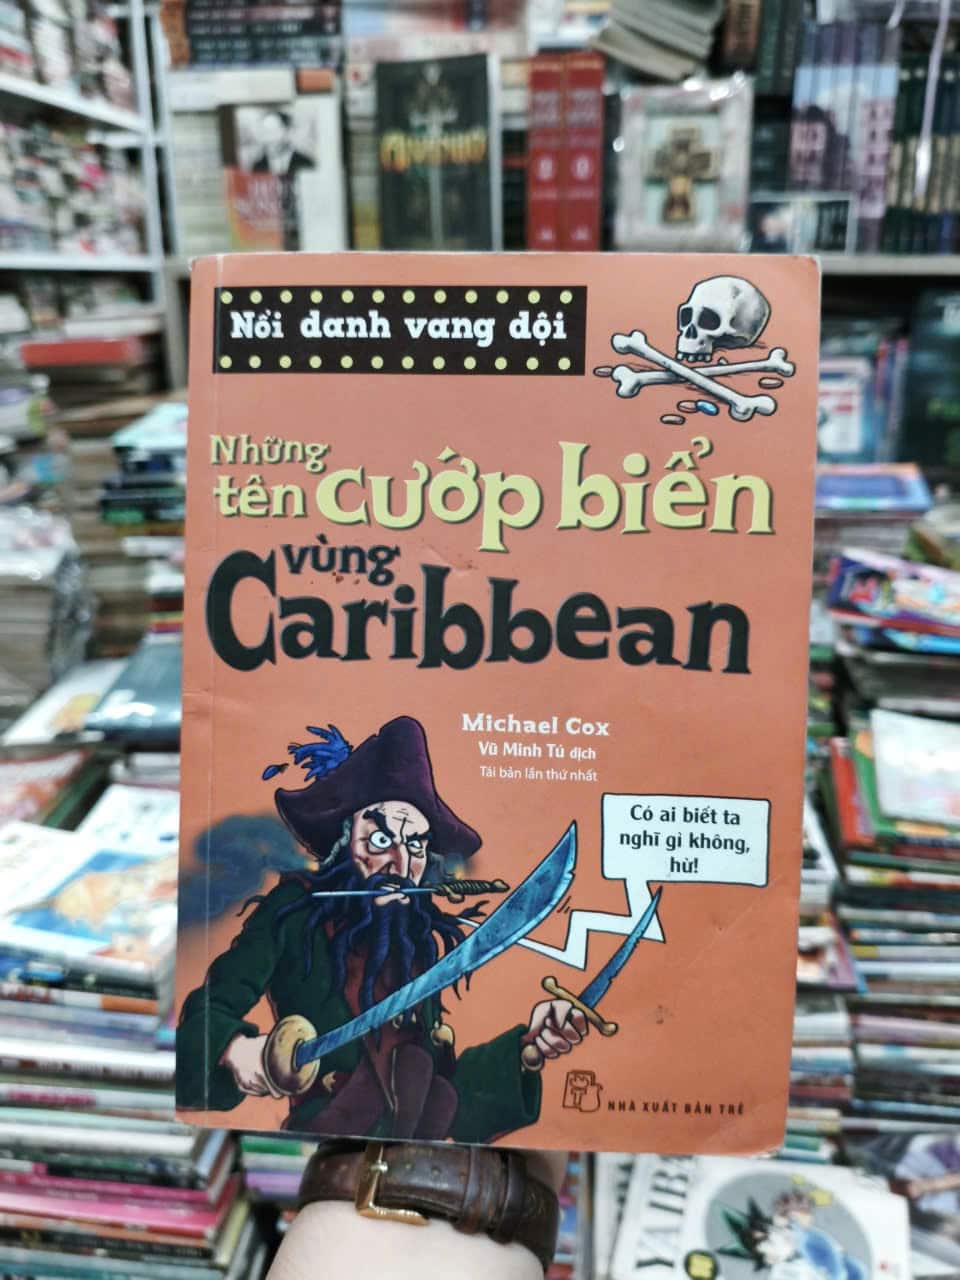 Nổi danh vang dội
Những
tên cướp biển
vùng
Caribbean
Michael Cox
Vũ Minh Tú dịch
Tái bản lần thứ nhất
Có ai biết ta
nghĩ gì không,
hừ!
NHÀ XUẤT BẢN TRẺ